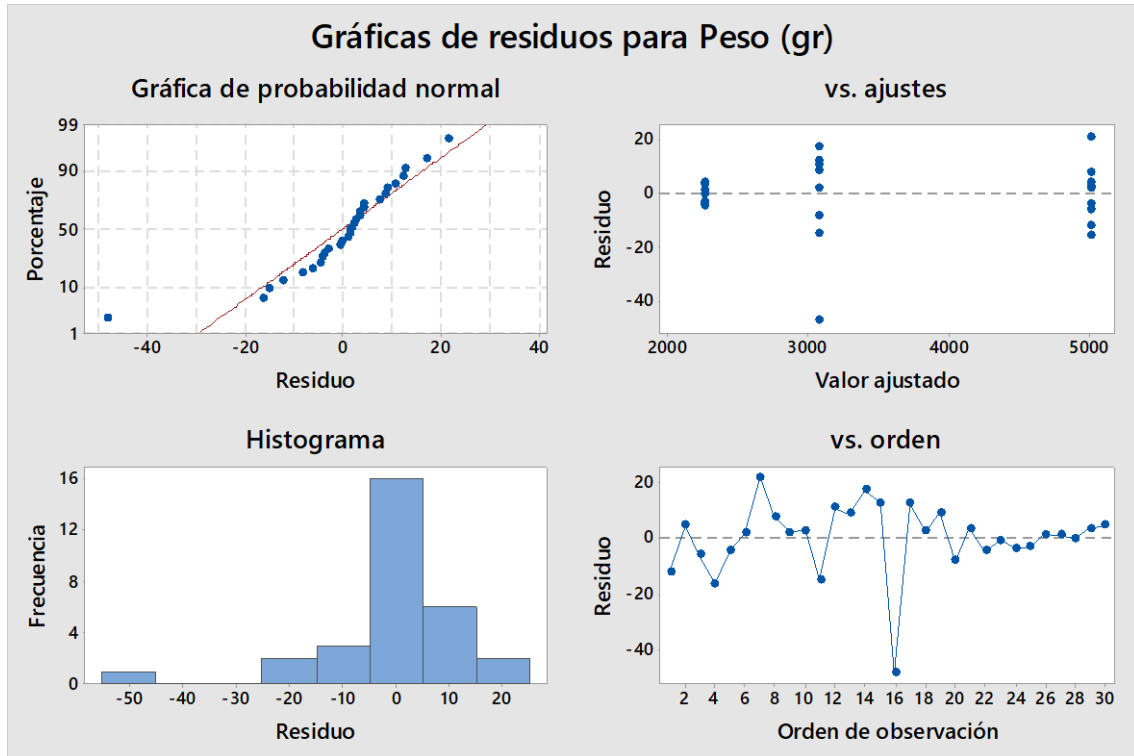 Gráficas de residuos para Peso (gr)
Gráfica de probabilidad normal
99
90
50
10
1
Porcentaje
-40 -20 0 20 40
Residuo
vs. ajustes
20
0
-20
-40
Residuo
2000 3000 4000 5000
Valor ajustado
Histograma
16
12
8
4
0
Frecuencia
-50 -40 -30 -20 -10 0 10 20
Residuo
vs. orden
20
0
-20
-40
Residuo
2 4 6 8 10 12 14 16 18 20 22 24 26 28 30
Orden de observación